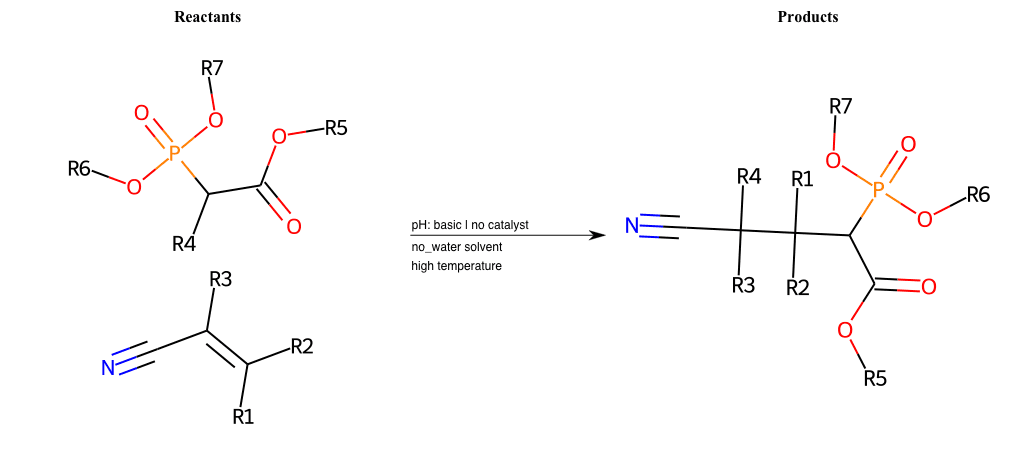 Reactants
Products
R7
O
O
O
R5
P
R6
O
O
R4
R3
N
R2
R1
pH: basic | no catalyst
no_water solvent
high temperature
R7
O
O
R4
R1
P
R6
N
O
R3
R2
O
O
R5